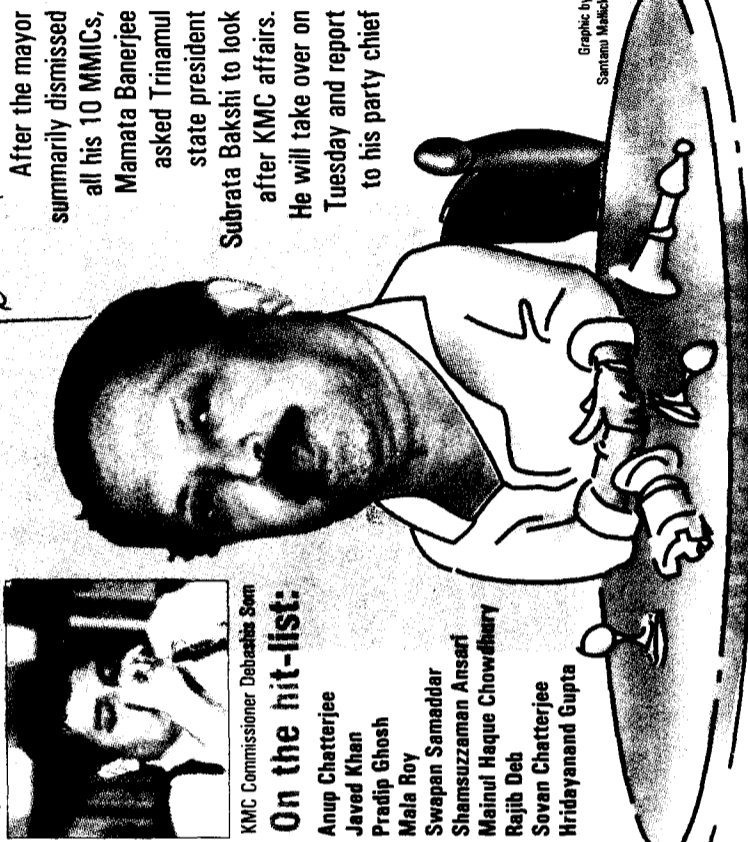 After the mayor
summarily dismissed
all his 10 MMICs,
Mamata Banerjee
asked Trinamul
state president
Subrata Bakshi to look
after KMC affairs.
He will take over on
Tuesday and report
to his party chief
Graphic by
Santanu Mallick
KMC Commissioner Debashis Som
On the hit-list:
Anup Chatterjee
Javed Khan
Pradip Ghosh
Mala Roy
Swapan Samaddar
Shamsuzzaman Ansari
Mainul Haque Chowdhury
Rajib Deb
Sovan Chatterjee
Hridayanand Gupta